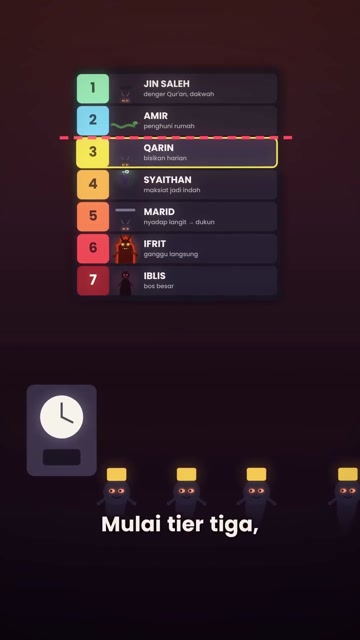 1
JIN SALEH
denger Qur'an, dakwah
2
AMIR
penghuni rumah
3
QARIN
bisikan harian
4
SYAITHAN
maksiat jadi indah
5
MARID
nyadap langit → dukun
6
IFRIT
ganggu langsung
7
IBLIS
bos besar
Mulai tier tiga,